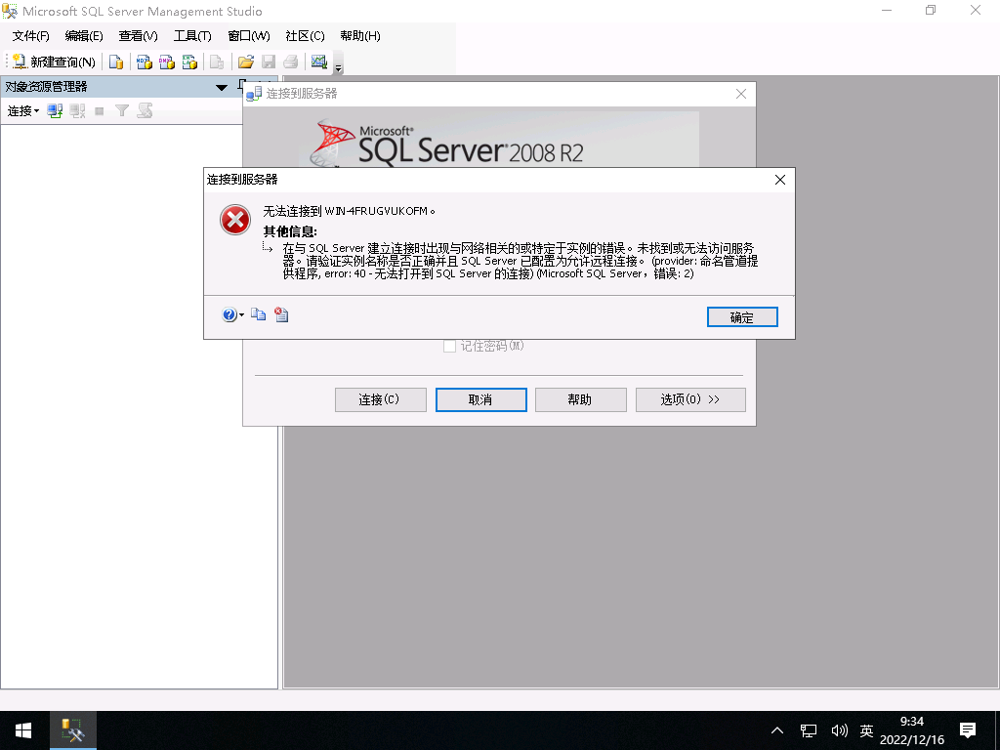 Microsoft SQL Server Management Studio
文件(F) 编辑(E) 查看(V) 工具(T) 窗口(W) 社区(C) 帮助(H)
新建查询(N)
对象资源管理器
连接
连接到服务器
Microsoft®
SQL Server® 2008 R2
连接到服务器
无法连接到 WIN-4FRUGVUKOFM。
其他信息:
在与 SQL Server 建立连接时出现与网络相关的或特定于实例的错误。未找到或无法访问服务
器。请验证实例名称是否正确并且 SQL Server 已配置为允许远程连接。 (provider: 命名管道提
供程序, error: 40 - 无法打开到 SQL Server 的连接) (Microsoft SQL Server，错误: 2)
确定
记住密码(M)
连接(C) 取消 帮助 选项(O) >>
英
9:34
2022/12/16